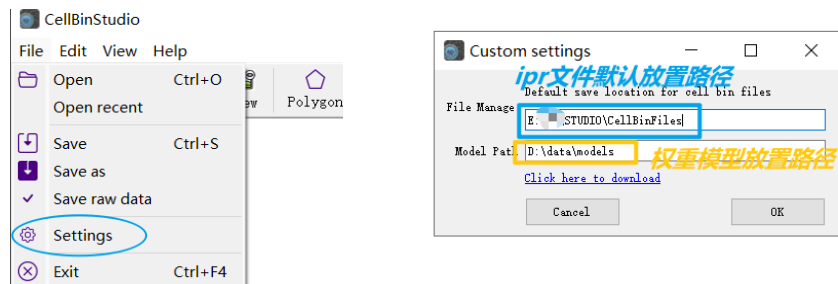 CellBinStudio
File Edit View Help
Open Ctrl+O
Open recent
Polygon
Save Ctrl+S
Save as
Save raw data
Settings
Exit Ctrl+F4
Custom settings
ipr文件默认放置路径
Default save location for cell bin files
File Manage
E: STUDIO\CellBinFiles
Model Path D:\data\models
权重模型放置路径
Click here to download
Cancel OK